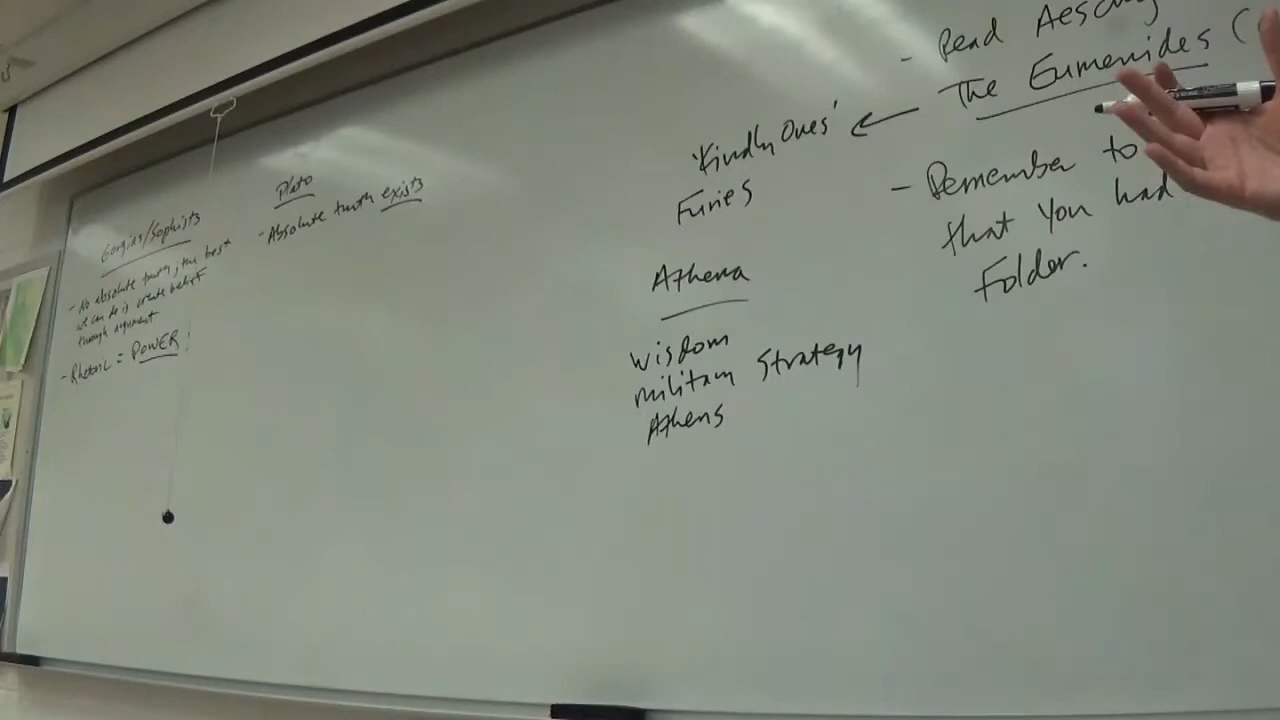 Gorgias/Sophists
- No absolute truth; the best
we can do is create belief
through argument
- Rhetoric = POWER
Plato
- Absolute truth exists
'Kindly Ones'
Furies
Athena
wisdom
military strategy
Athens
- Read
The Eumenides (
- Remember to
that you had
Folder.